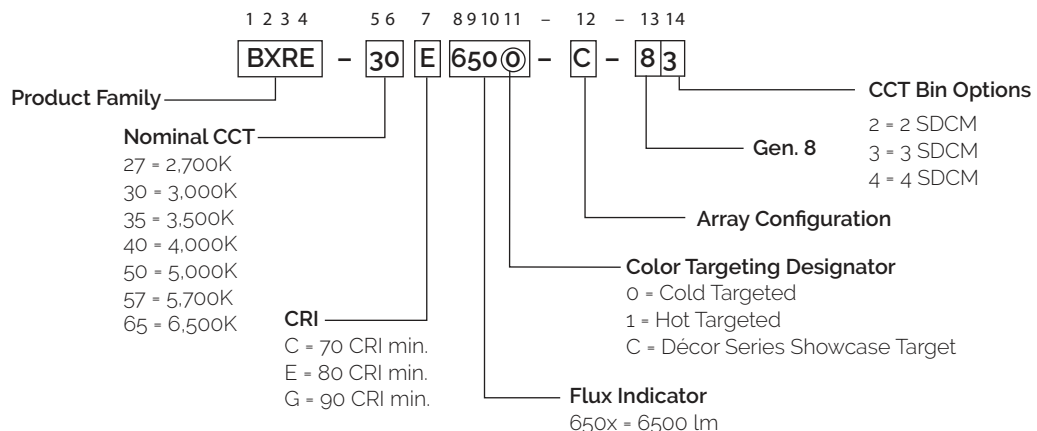 1 2 3 4 5 6 7 8 9 10 11 – 12 – 13 14
BXRE – 30 E 650 0 – C – 8 3
Product Family
Nominal CCT
27 = 2,700K
30 = 3,000K
35 = 3,500K
40 = 4,000K
50 = 5,000K
57 = 5,700K
65 = 6,500K
CRI
C = 70 CRI min.
E = 80 CRI min.
G = 90 CRI min.
CCT Bin Options
2 = 2 SDCM
3 = 3 SDCM
4 = 4 SDCM
Gen. 8
Array Configuration
Color Targeting Designator
0 = Cold Targeted
1 = Hot Targeted
C = Décor Series Showcase Target
Flux Indicator
650x = 6500 lm